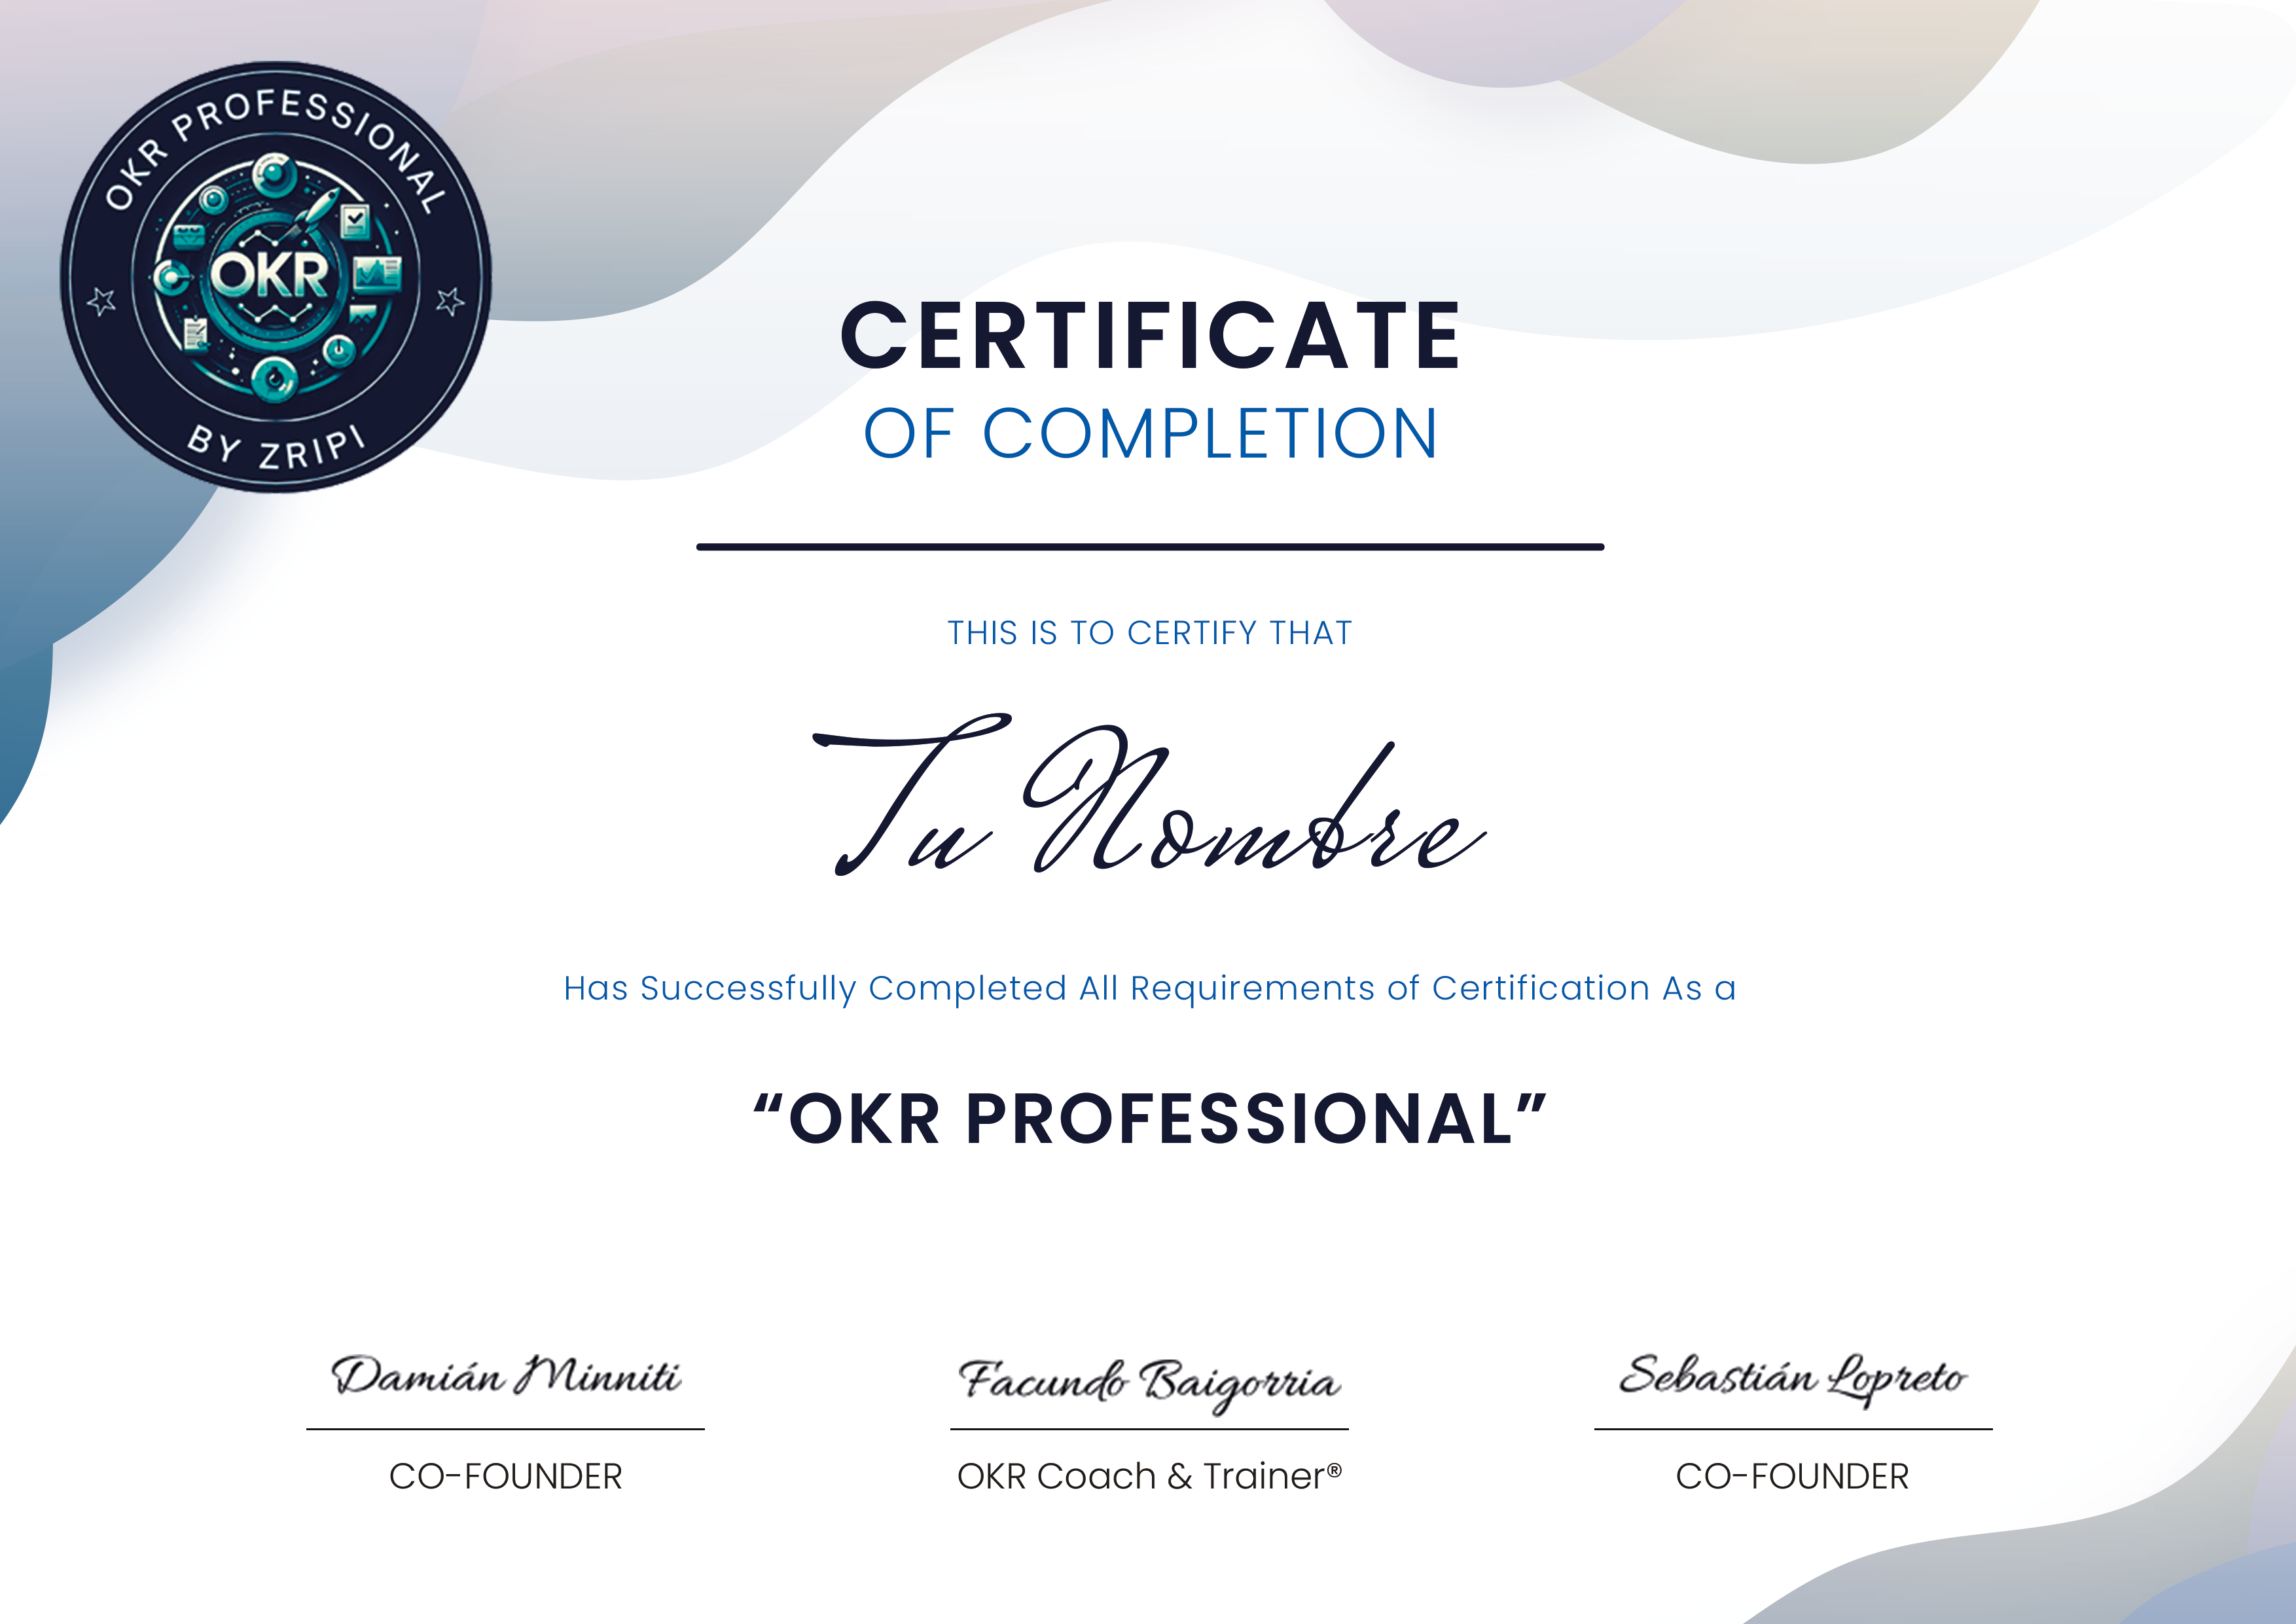 OKR PROFESSIONAL
OKR
BY ZRIPI
CERTIFICATE
OF COMPLETION
THIS IS TO CERTIFY THAT
Tu Nombre
Has Successfully Completed All Requirements of Certification As a
“OKR PROFESSIONAL”
Damián Minniti
Facundo Baigorria
Sebastián Lopreto
CO-FOUNDER
OKR Coach & Trainer®
CO-FOUNDER